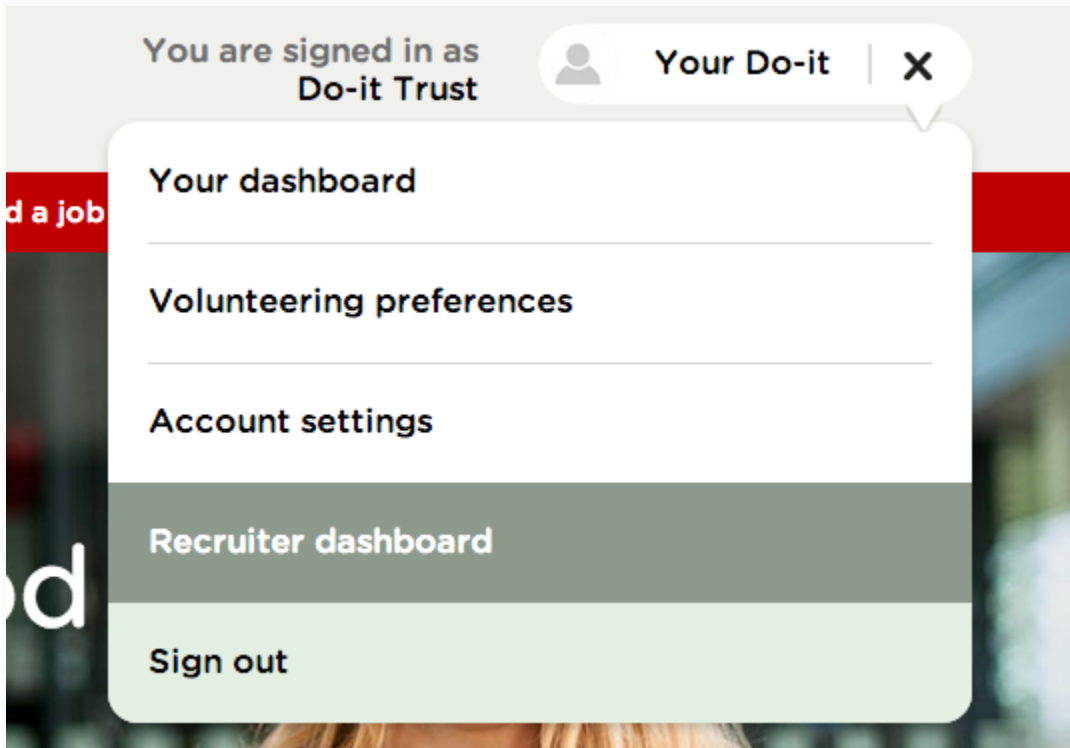 You are signed in as
Do-it Trust
Your Do-it
Your dashboard
d a job
Volunteering preferences
Account settings
Recruiter dashboard
od
Sign out